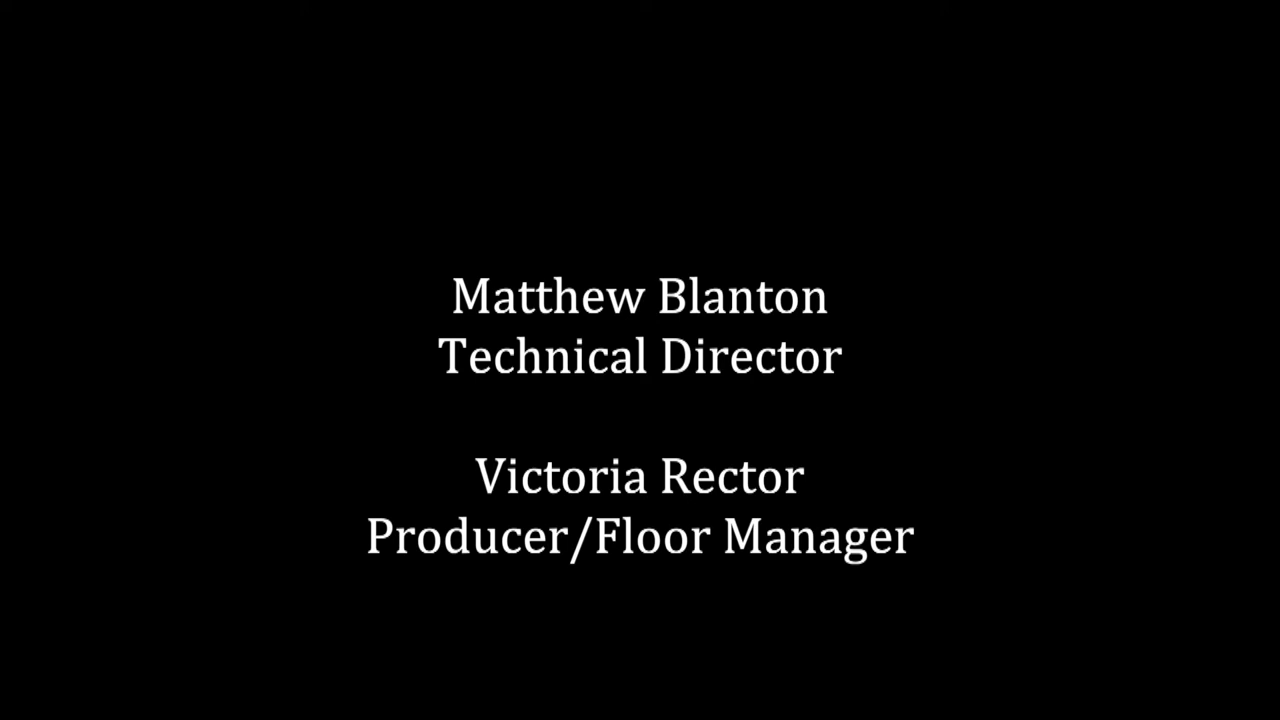 Matthew Blanton
Technical Director
Victoria Rector
Producer/Floor Manager